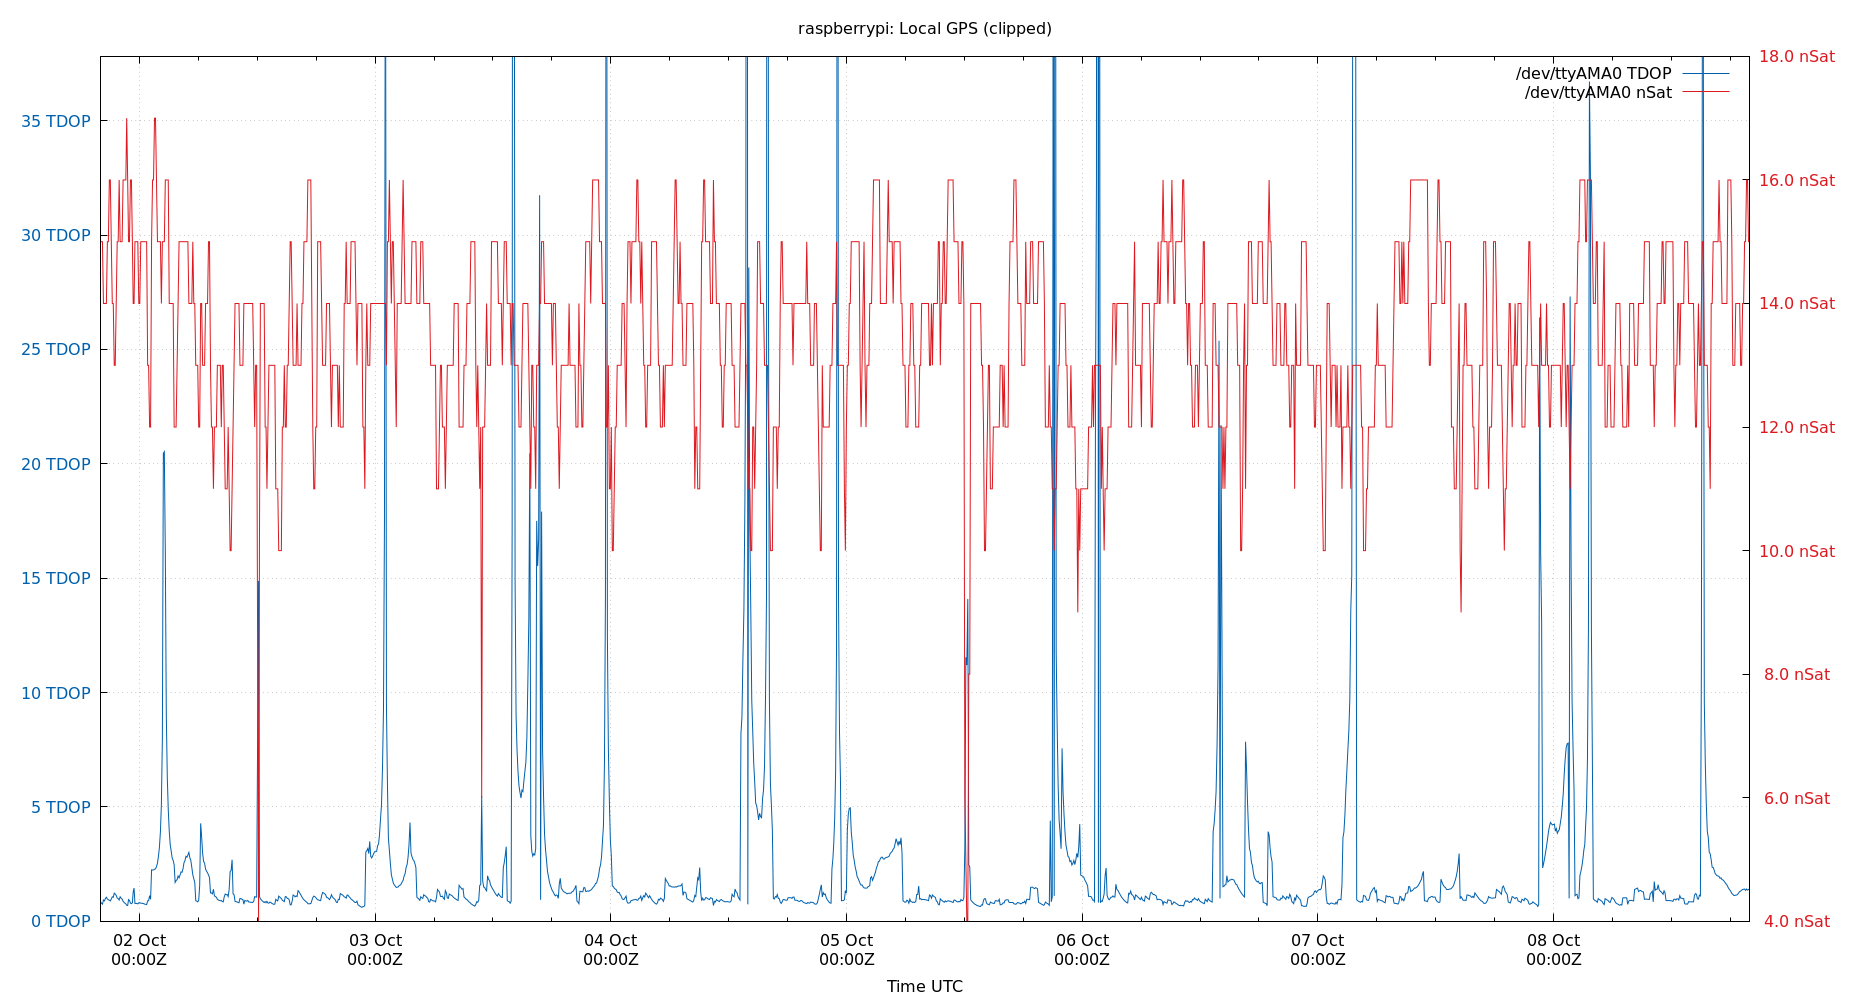 raspberrypi: Local GPS (clipped)
/dev/ttyAMA0 TDOP
/dev/ttyAMA0 nSat
35 TDOP
30 TDOP
25 TDOP
20 TDOP
15 TDOP
10 TDOP
5 TDOP
0 TDOP
18.0 nSat
16.0 nSat
14.0 nSat
12.0 nSat
10.0 nSat
8.0 nSat
6.0 nSat
4.0 nSat
02 Oct
00:00Z
03 Oct
00:00Z
04 Oct
00:00Z
05 Oct
00:00Z
06 Oct
00:00Z
07 Oct
00:00Z
08 Oct
00:00Z
Time UTC